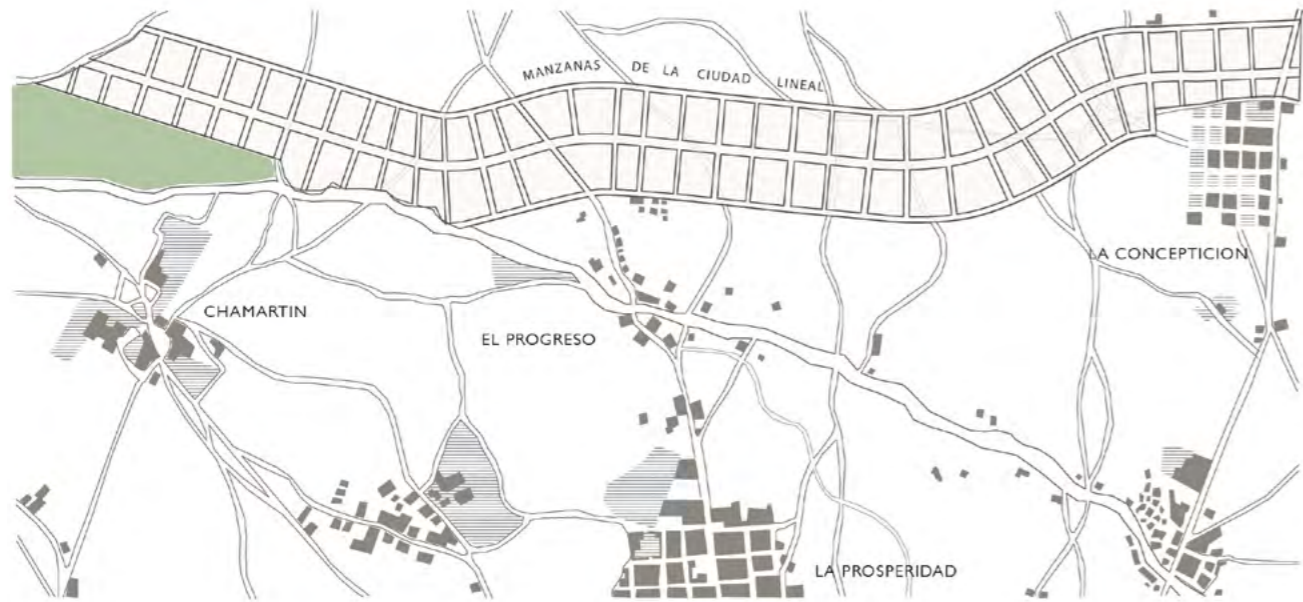 MANZANAS DE LA CIUDAD LINEAL
LA CONCEPTICION
CHAMARTIN
EL PROGRESO
LA PROSPERIDAD